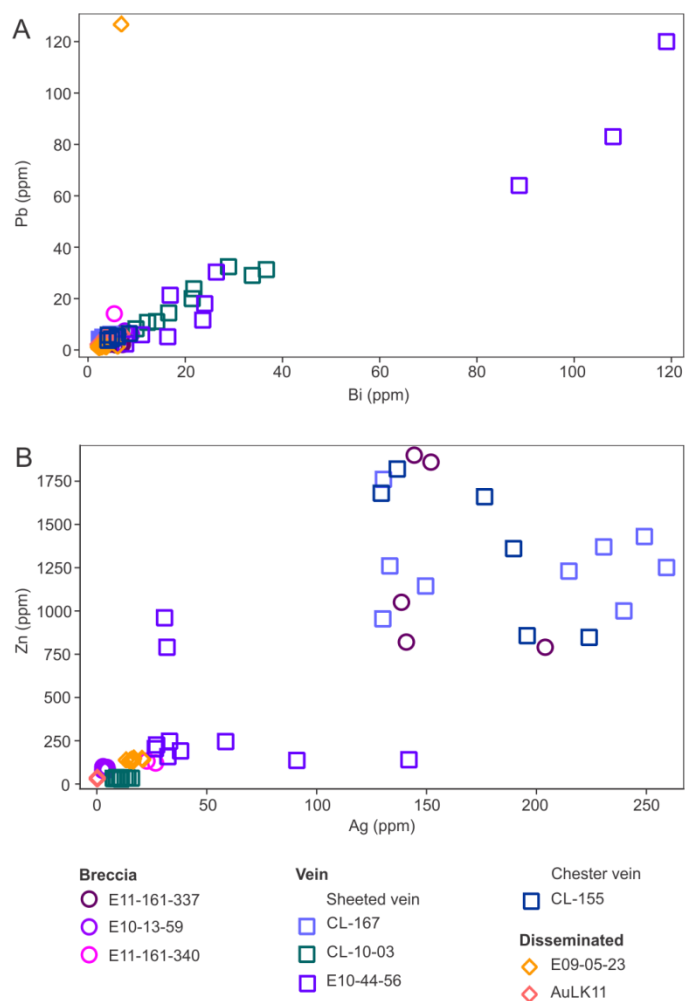 A
120
100
80
60
40
20
0
Pb (ppm)
0 20 40 60 80 100 120
Bi (ppm)
B
1750
1500
1250
1000
750
500
250
0
Zn (ppm)
0 50 100 150 200 250
Ag (ppm)
Breccia
E11-161-337
E10-13-59
E11-161-340
Vein
Sheeted vein
CL-167
CL-10-03
E10-44-56
Chester vein
CL-155
Disseminated
E09-05-23
AuLK11